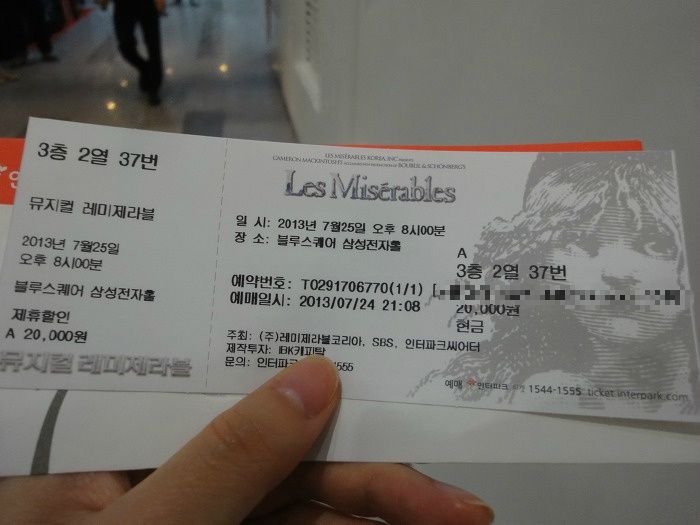 3층 2열 37번
뮤지컬 레미제라블
2013년 7월25일
오후 8시00분
블루스퀘어 삼성전자홀
제휴할인
A 20,000원
뮤지컬 레미제라블
LES MISÉRABLES KOREA, INC PRESENTS
CAMERON MACKINTOSH'S ACCLAIMED NEW PRODUCTION OF BOUBLIL & SCHÖNBERG'S
Les Misérables
일 시: 2013년 7월25일 오후 8시00분
장 소: 블루스퀘어 삼성전자홀
예약번호: T0291706770(1/1) [
예매일시: 2013/07/24 21:08
주최: (주)레미제라블코리아, SBS, 인터파크씨어터
제작투자: IBK캐피탈
문의: 인터파크 1555
A
3층 2열 37번
20,000원
현금
예매 인터파크 티켓 1544-1555 ticket.interpark.com